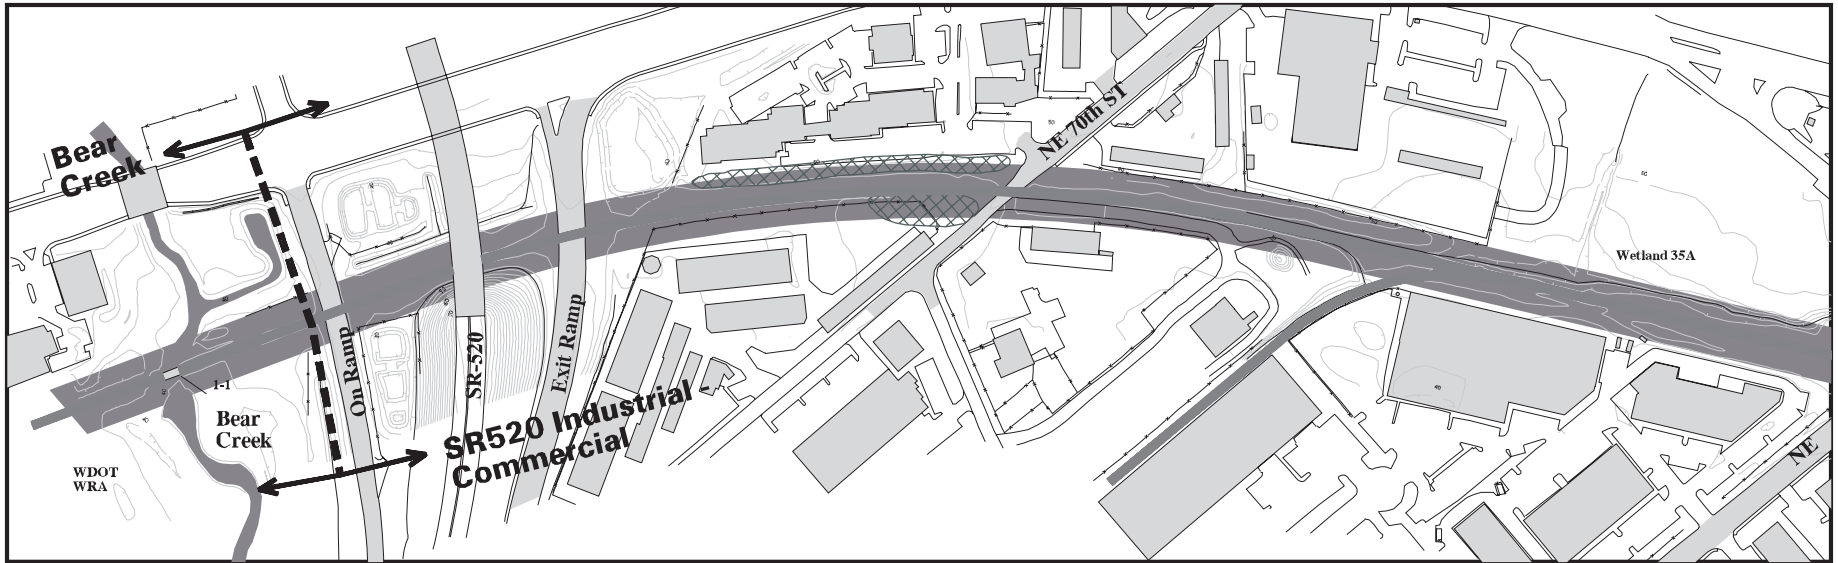 Bear
Creek
NE 70th ST
Wetland 35A
1-1
Bear
Creek
On Ramp
SR-520
Exit Ramp
SR520 Industrial -
Commercial
WDOT
WRA
NE